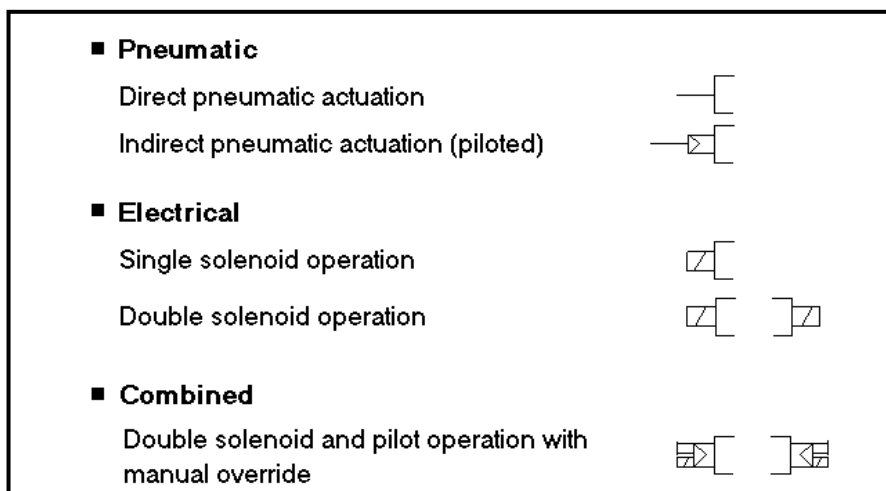 ■ Pneumatic
Direct pneumatic actuation
Indirect pneumatic actuation (piloted)
■ Electrical
Single solenoid operation
Double solenoid operation
■ Combined
Double solenoid and pilot operation with
manual override